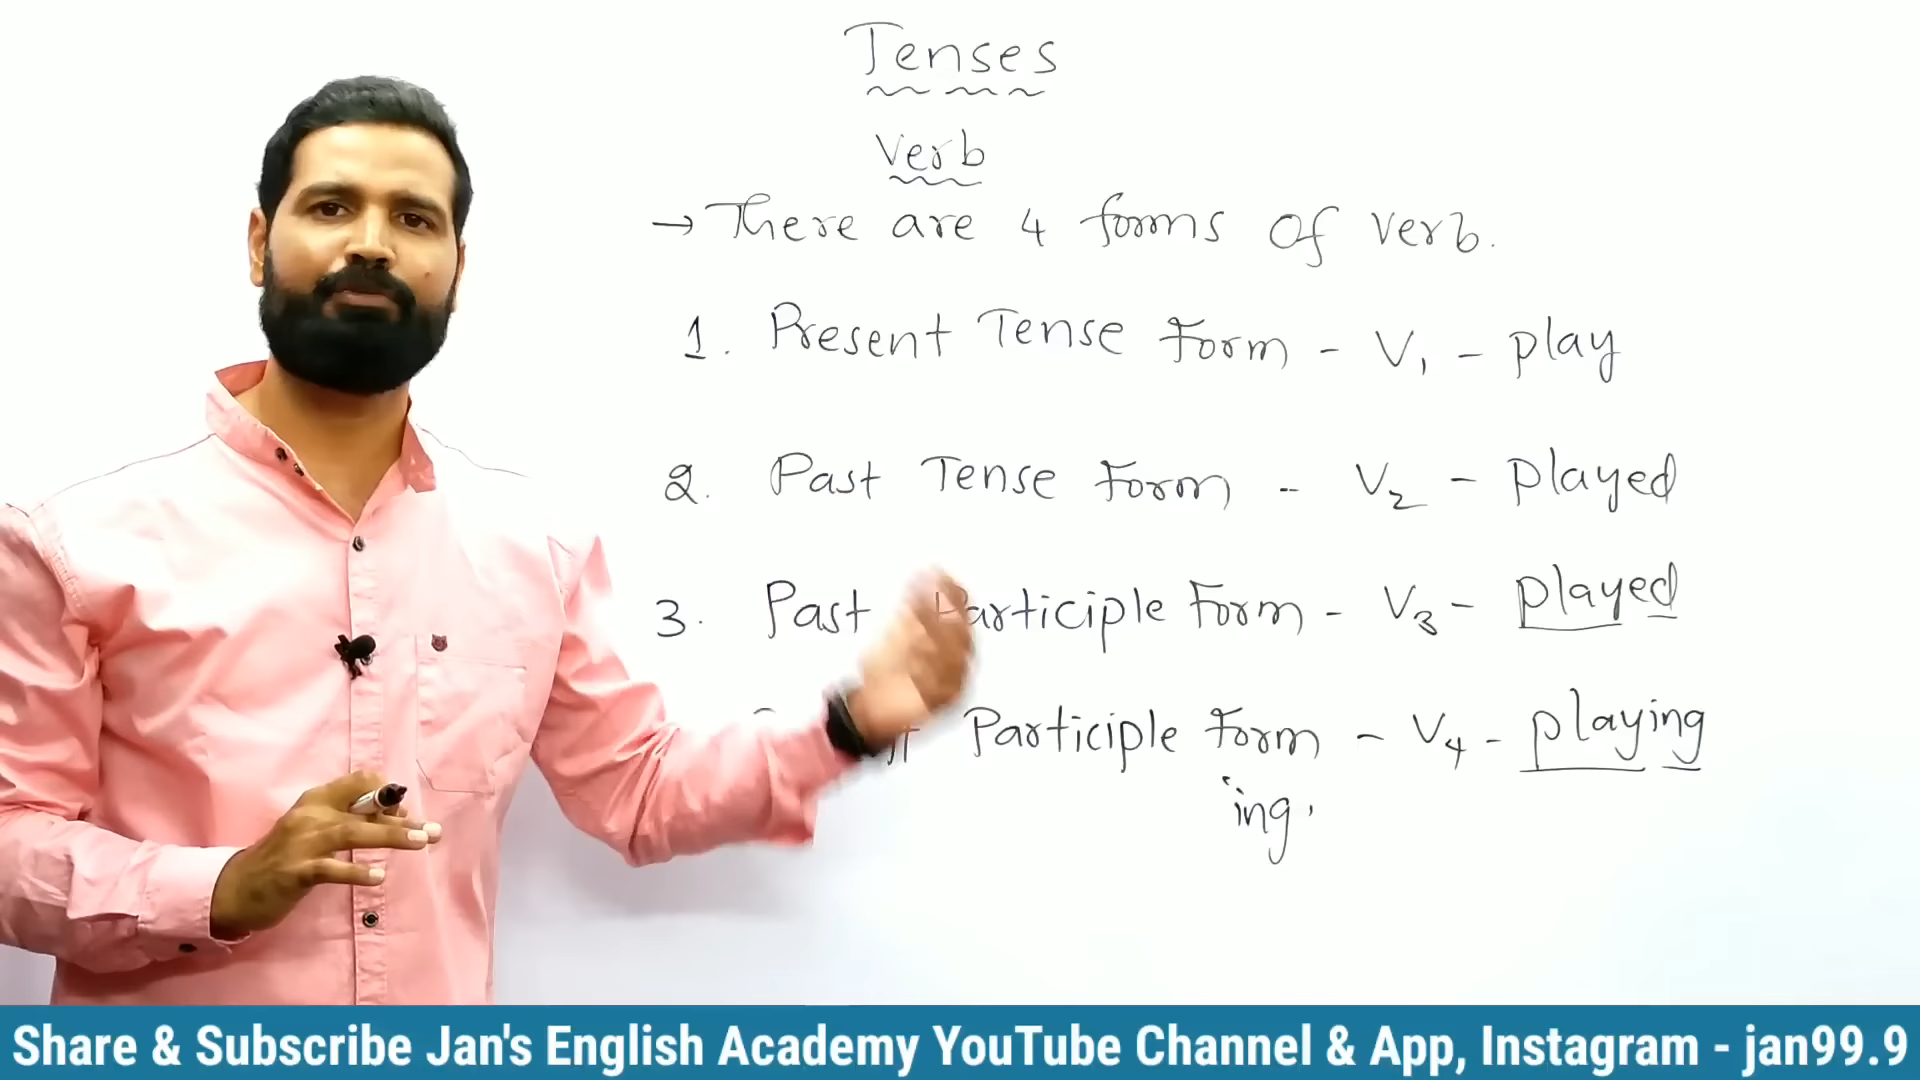 Tenses
Verb
→ There are 4 forms of verb.
1. Present Tense Form - V1 - play
2. Past Tense Form - V2 - Played
3. Past Participle Form - V3 - played
Participle Form - V4 - playing
ing.
Share & Subscribe Jan's English Academy YouTube Channel & App, Instagram - jan99.9